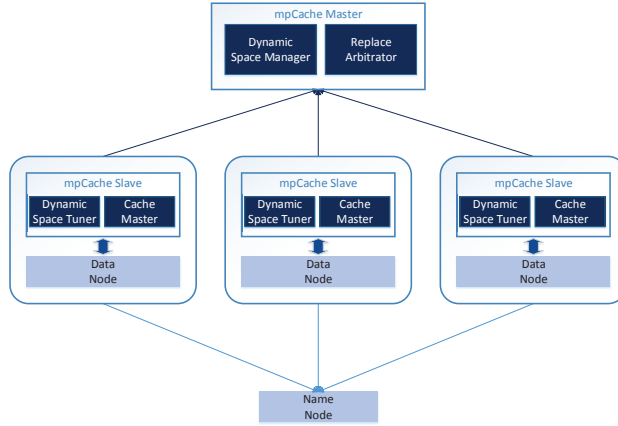 mpCache Master
Dynamic
Space Manager
Replace
Arbitrator
mpCache Slave
Dynamic
Space Tuner
Cache
Master
Data
Node
mpCache Slave
Dynamic
Space Tuner
Cache
Master
Data
Node
mpCache Slave
Dynamic
Space Tuner
Cache
Master
Data
Node
Name
Node